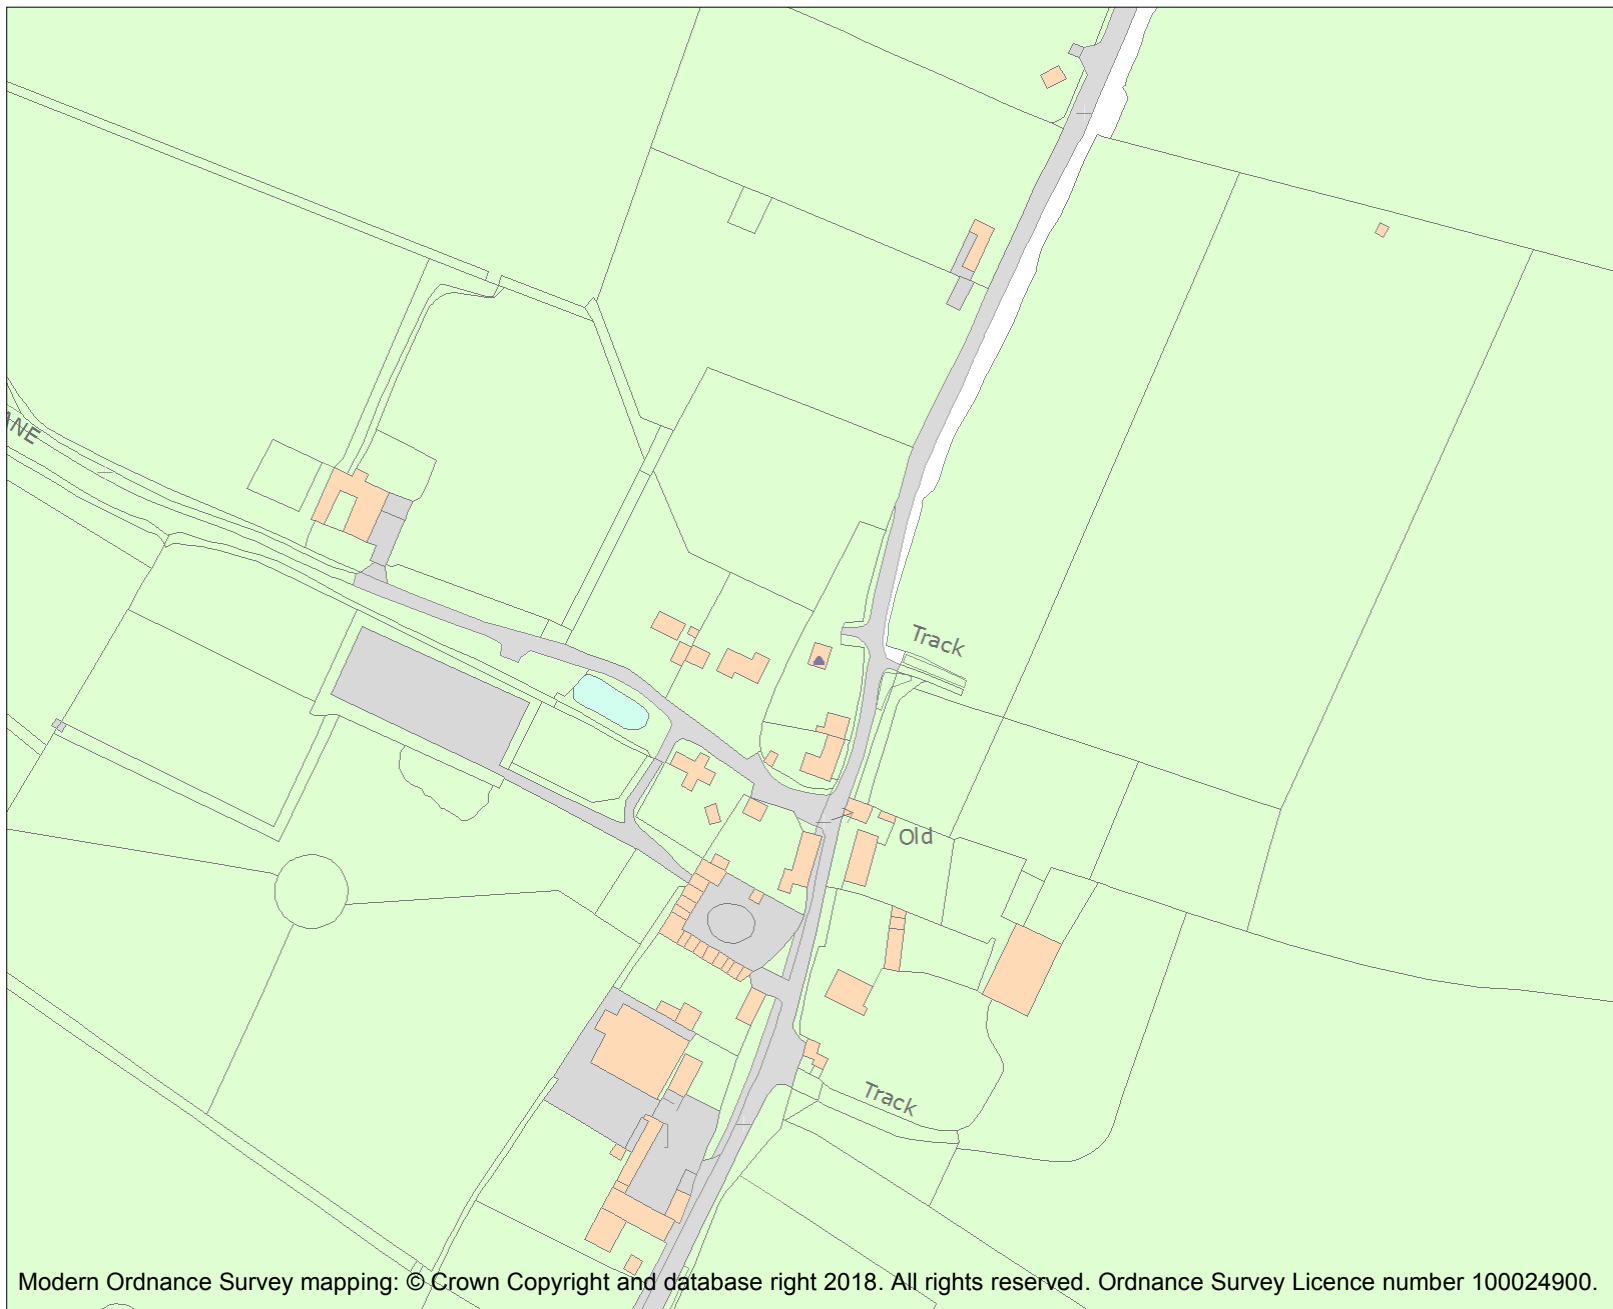 ANE
Track
Old
Track
Modern Ordnance Survey mapping: © Crown Copyright and database right 2018. All rights reserved. Ordnance Survey Licence number 100024900.